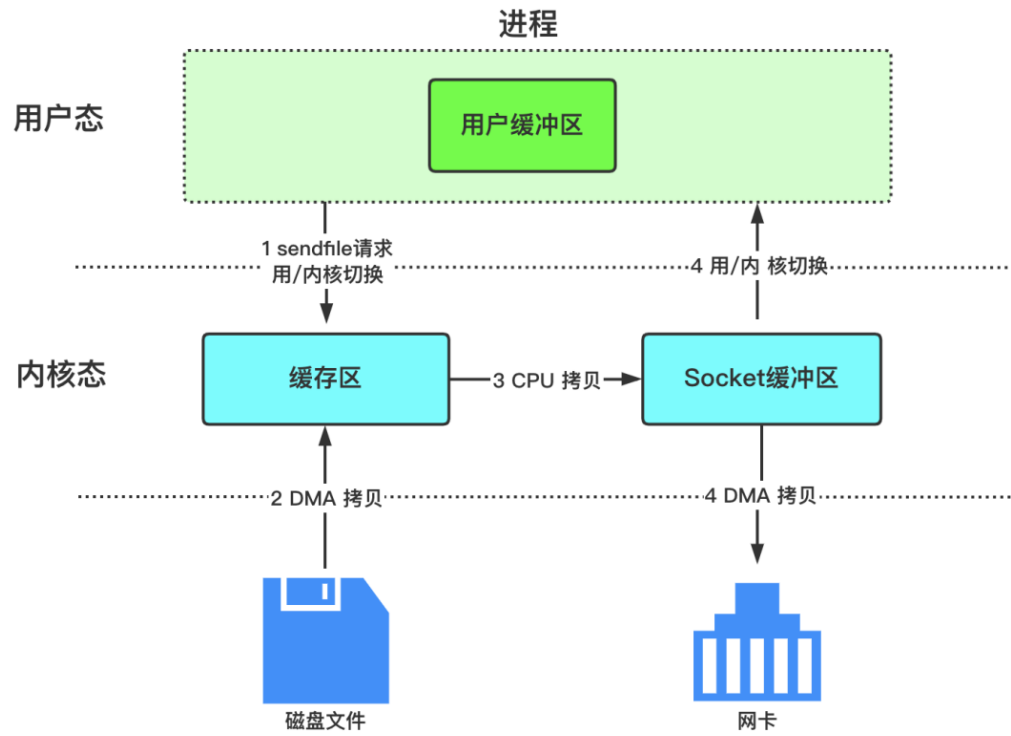 进程
用户态
用户缓冲区
1 sendfile请求
用/内核切换
4 用/内 核切换
内核态
缓存区
3 CPU 拷贝
Socket缓冲区
2 DMA 拷贝
4 DMA 拷贝
磁盘文件
网卡